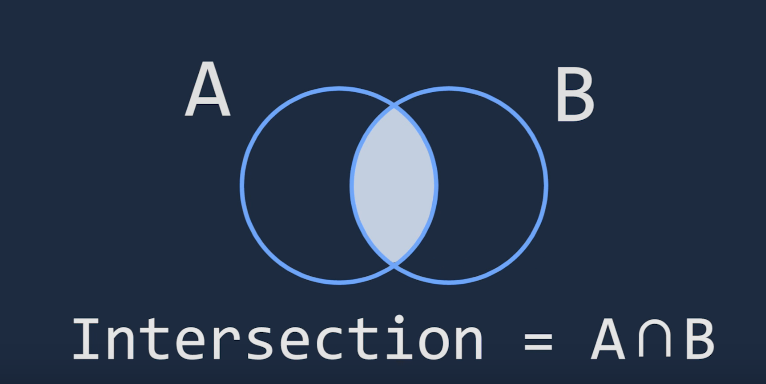 A
B
Intersection = A∩B